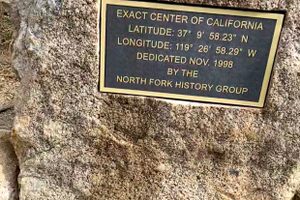 EXACT CENTER OF CALIFORNIA
LATITUDE: 37° 9' 58.23" N
LONGITUDE: 119° 26' 58.29" W
DEDICATED NOV. 1998
BY THE
NORTH FORK HISTORY GROUP